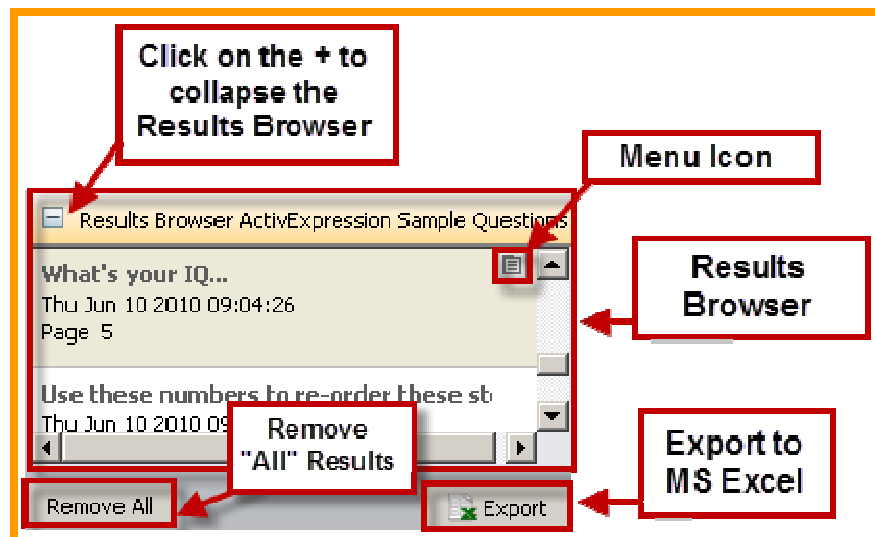 Click on the + to
collapse the
Results Browser
Menu Icon
Results Browser ActivExpression Sample Questions
What's your IQ...
Thu Jun 10 2010 09:04:26
Page 5
Results
Browser
Use these numbers to re-order these
Thu Jun 10 2010
Remove
"All" Results
Export to
MS Excel
Remove All
Export